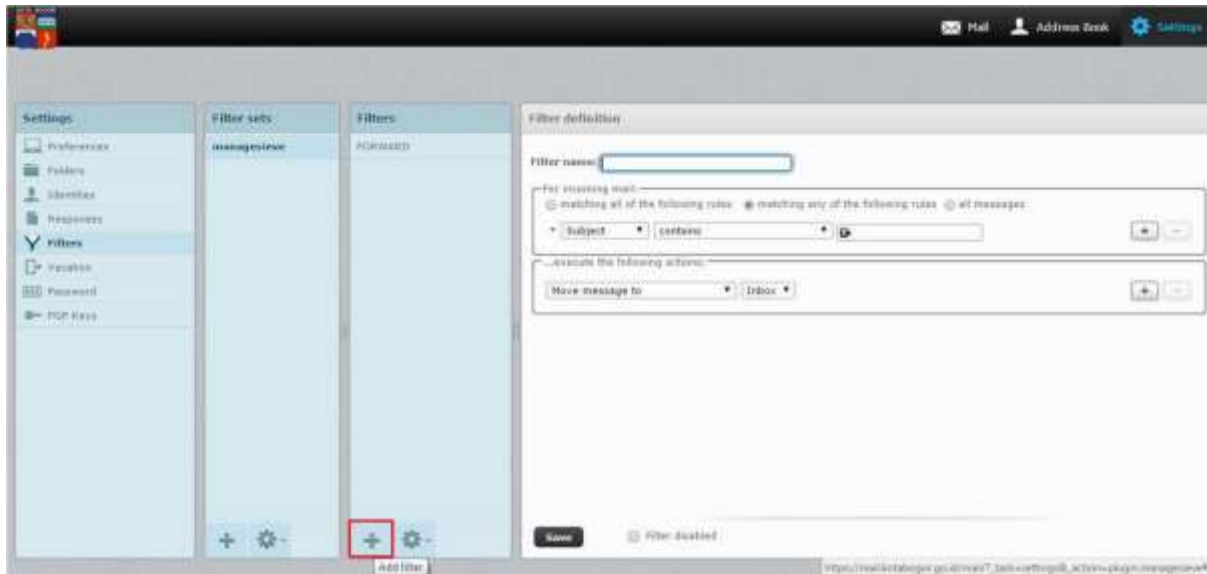 Mail
Address Book
Settings
Settings
Preferences
Folders
Identities
Responses
Filters
Vacation
Password
PGP Keys
Filter sets
managesieve
Filters
FORWARD
Add filter
Filter definition
Filter name:
For incoming mail:
matching all of the following rules matching any of the following rules all messages
Subject contains
...execute the following actions:
Move message to Inbox
Save Filter disabled